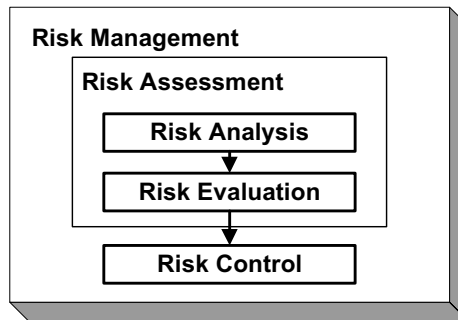 Risk Management
Risk Assessment
Risk Analysis
Risk Evaluation
Risk Control